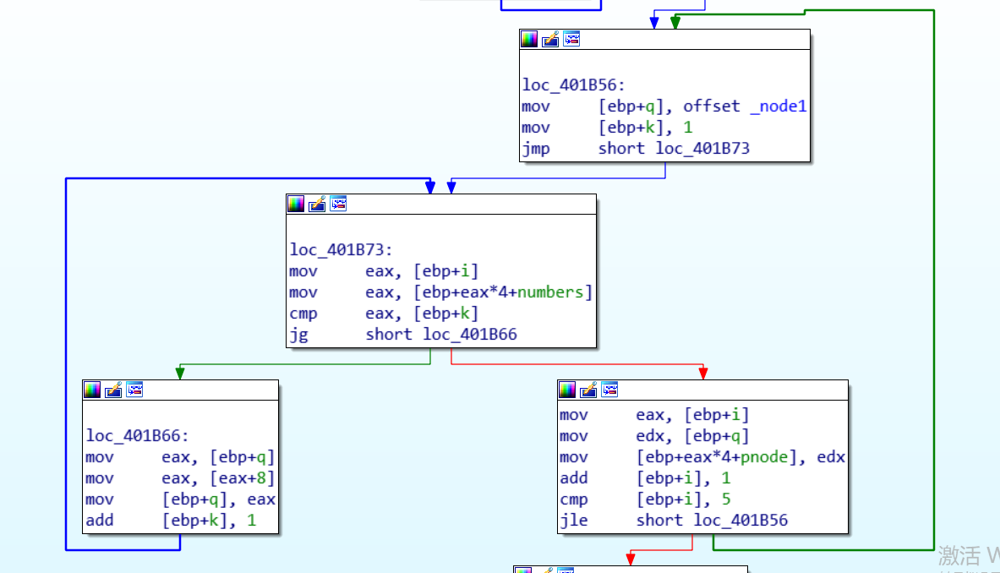 loc_401B56:
mov [ebp+q], offset _node1
mov [ebp+k], 1
jmp short loc_401B73
loc_401B73:
mov eax, [ebp+i]
mov eax, [ebp+eax*4+numbers]
cmp eax, [ebp+k]
jg short loc_401B66
loc_401B66:
mov eax, [ebp+q]
mov eax, [eax+8]
mov [ebp+q], eax
add [ebp+k], 1
mov eax, [ebp+i]
mov edx, [ebp+q]
mov [ebp+eax*4+pnode], edx
add [ebp+i], 1
cmp [ebp+i], 5
jle short loc_401B56
激活 W